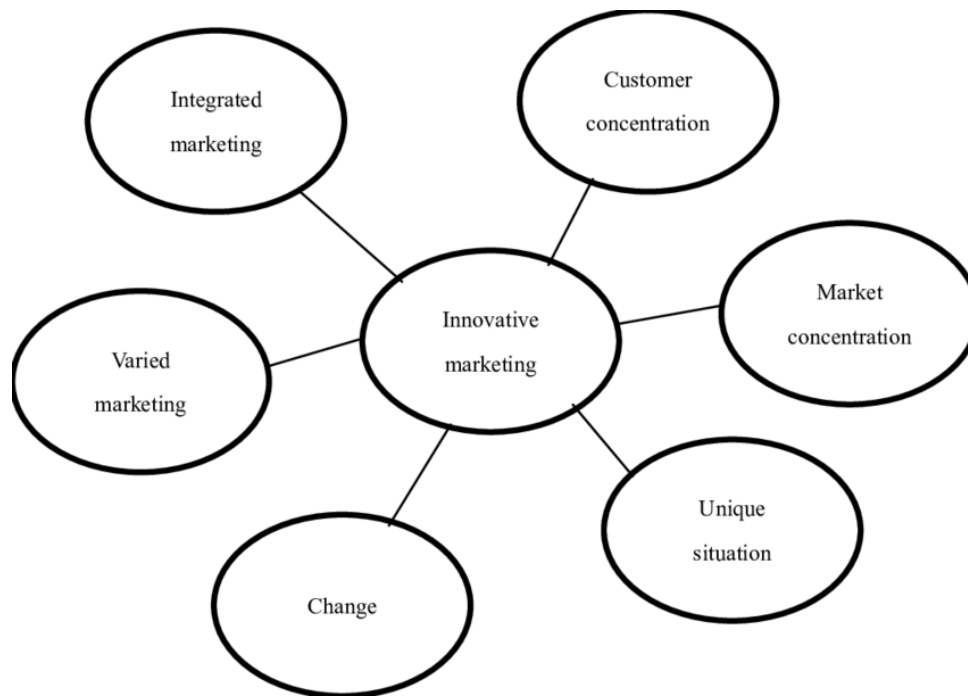 Customer
concentration
Integrated
marketing
Market
concentration
Innovative
marketing
Varied
marketing
Unique
situation
Change